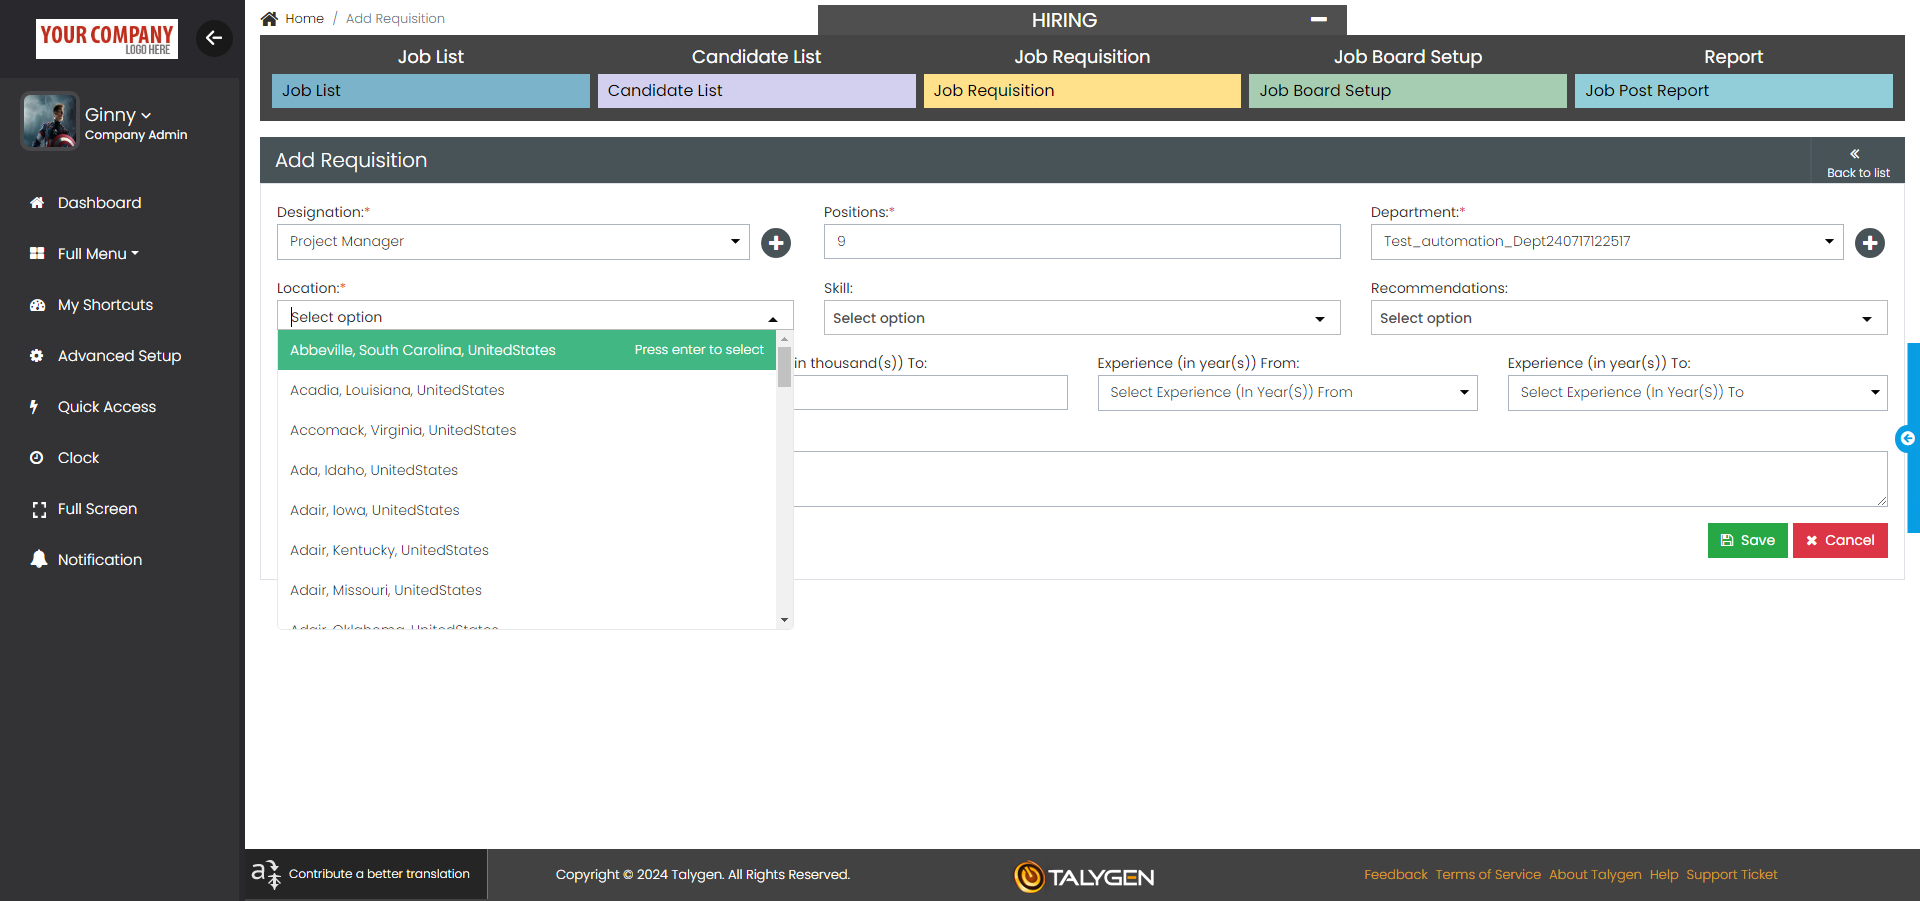 YOUR COMPANY
LOGO HERE
Ginny
Company Admin
Dashboard
Full Menu
My Shortcuts
Advanced Setup
Quick Access
Clock
Full Screen
Notification
Home / Add Requisition
HIRING
Job List
Candidate List
Job Requisition
Job Board Setup
Report
Job List
Candidate List
Job Requisition
Job Board Setup
Job Post Report
Add Requisition
Back to list
Designation:*
Positions:*
Department:*
Project Manager
9
Test_automation_Dept240717122517
Location:*
Skill:
Recommendations:
Select option
Select option
Select option
Abbeville, South Carolina, UnitedStates Press enter to select
Acadia, Louisiana, UnitedStates
Accomack, Virginia, UnitedStates
Ada, Idaho, UnitedStates
Adair, Iowa, UnitedStates
Adair, Kentucky, UnitedStates
Adair, Missouri, UnitedStates
Adair, Oklahoma, UnitedStates
in thousand(s)) To:
Experience (in year(s)) From:
Experience (in year(s)) To:
Select Experience (In Year(S)) From
Select Experience (In Year(S)) To
Save
Cancel
Contribute a better translation
Copyright © 2024 Talygen. All Rights Reserved.
TALYGEN
Feedback Terms of Service About Talygen Help Support Ticket